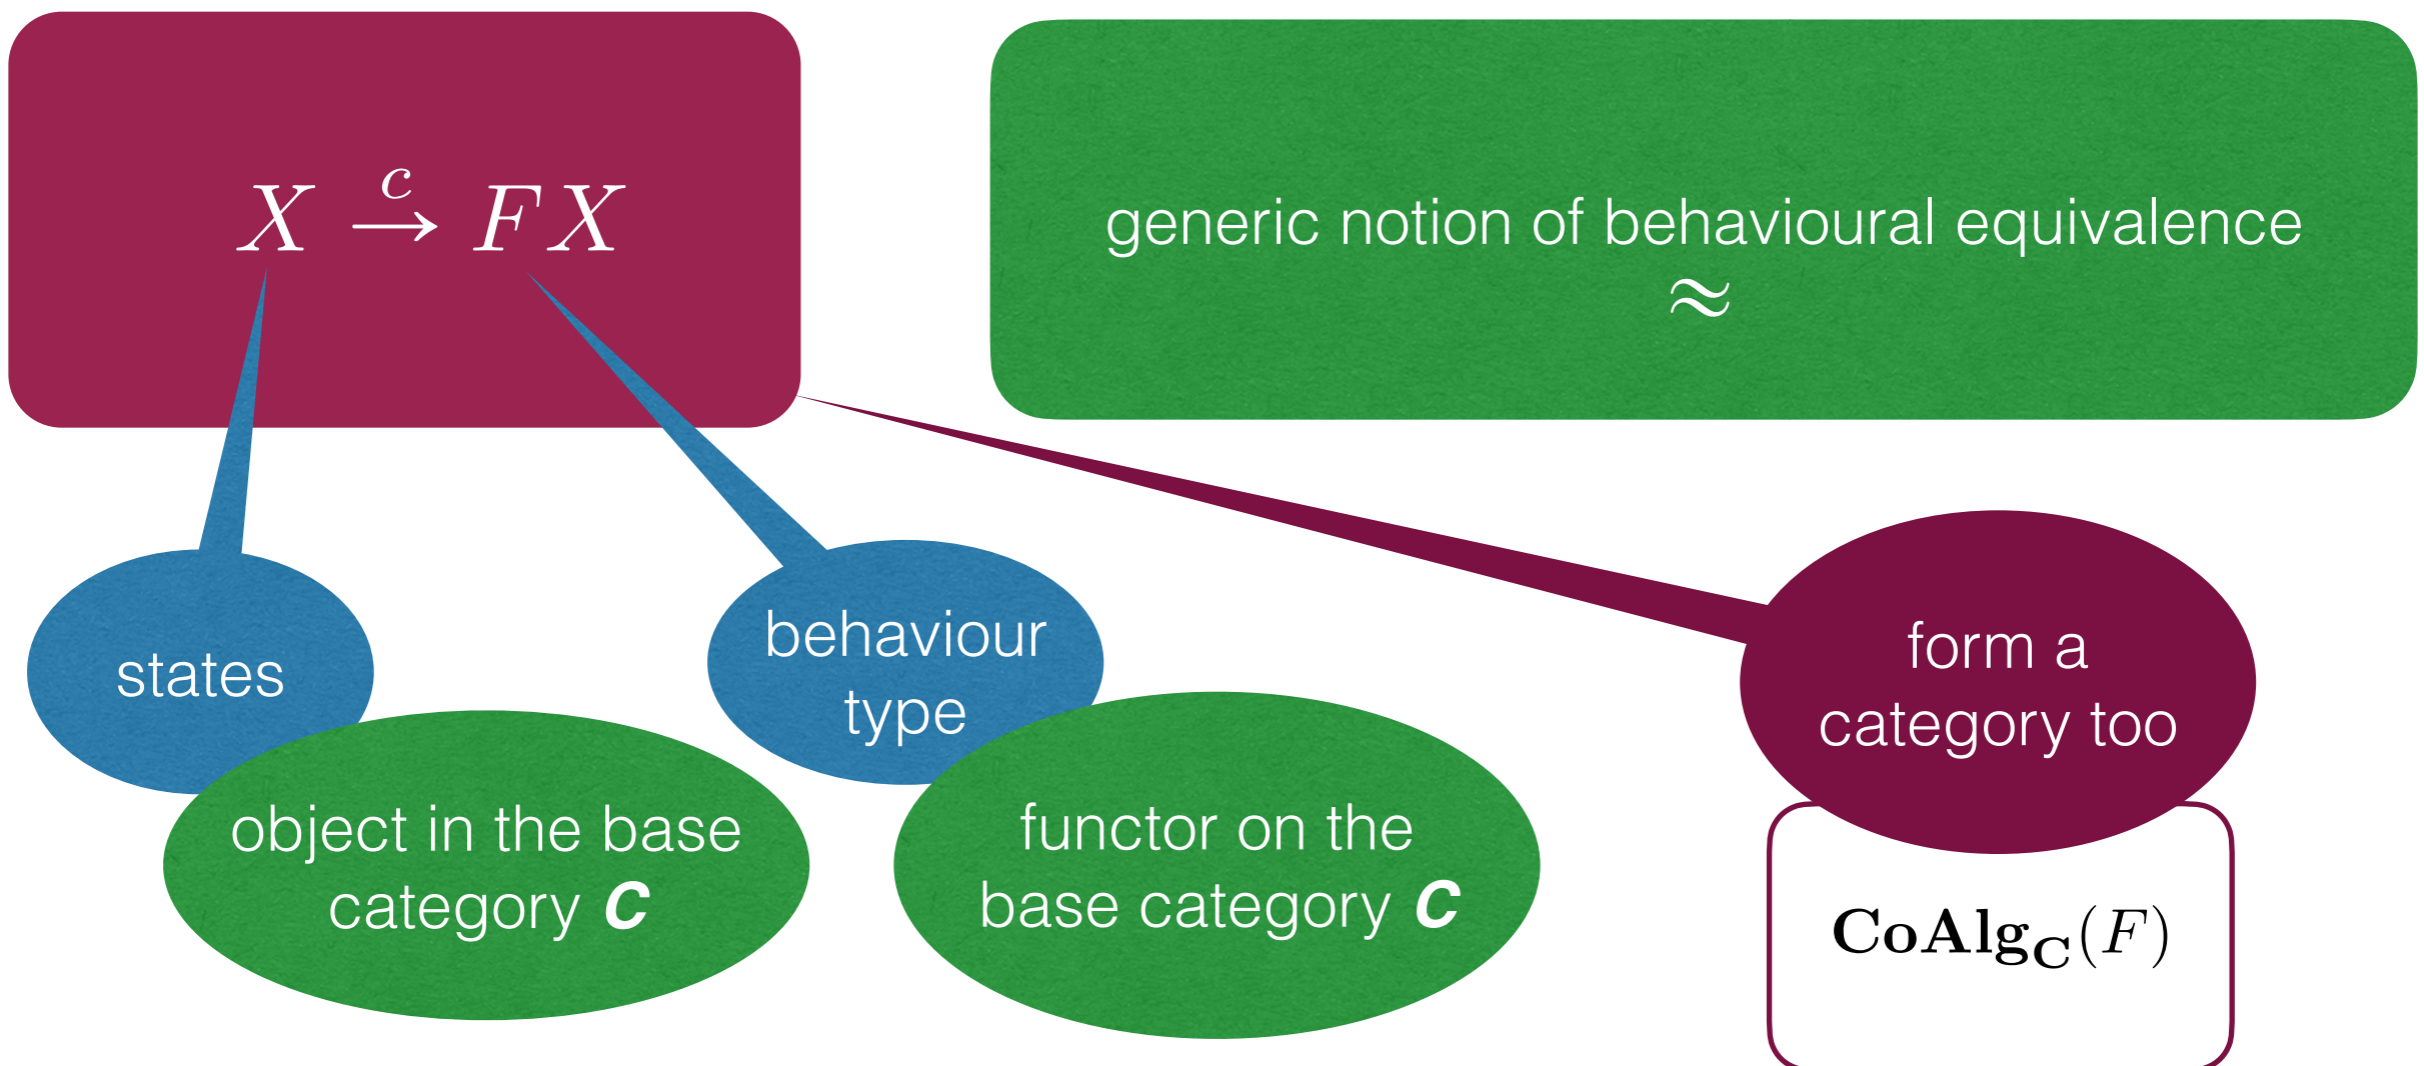 X \xrightarrow{c} FX
generic notion of behavioural equivalence
≈
states
object in the base
category C
behaviour
type
functor on the
base category C
form a
category too
CoAlg_C(F)